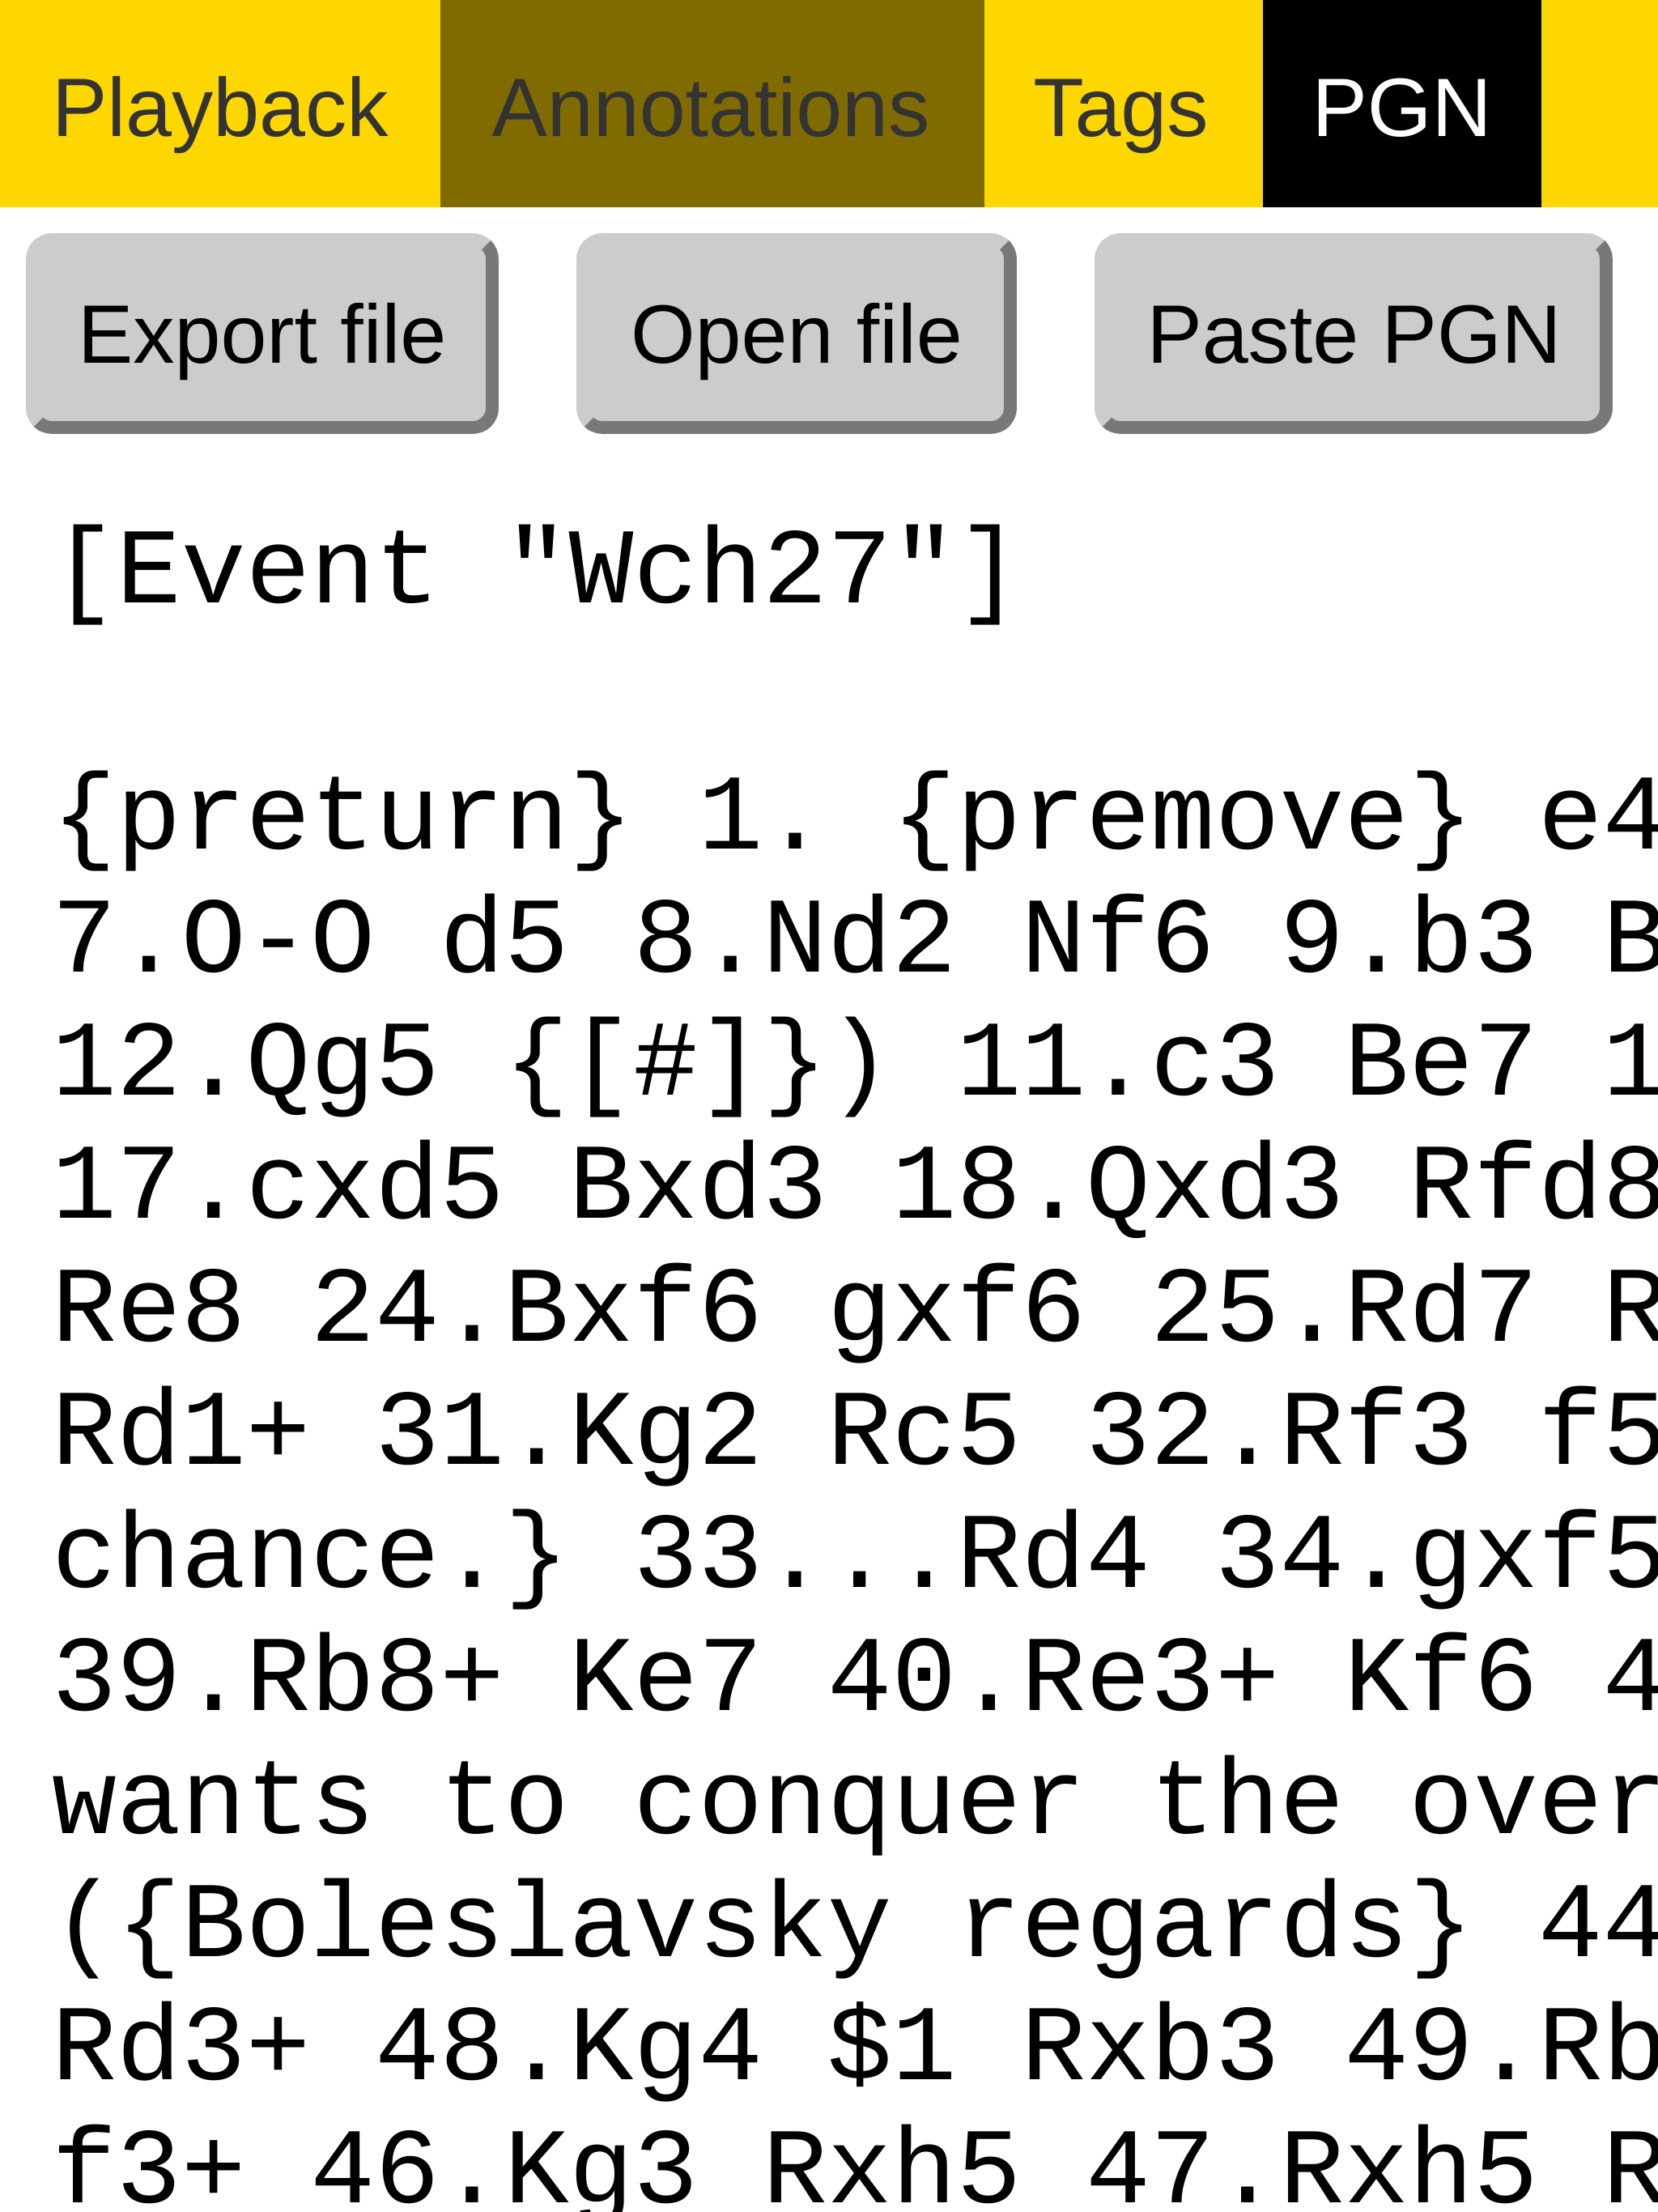 Playback Annotations Tags PGN
Export file Open file Paste PGN
[Event "Wch27"]
{preturn} 1. {premove} e4
7.O-O d5 8.Nd2 Nf6 9.b3 B
12.Qg5 {[#]}) 11.c3 Be7 1
17.cxd5 Bxd3 18.Qxd3 Rfd8
Re8 24.Bxf6 gxf6 25.Rd7 R
Rd1+ 31.Kg2 Rc5 32.Rf3 f5
chance.} 33...Rd4 34.gxf5
39.Rb8+ Ke7 40.Re3+ Kf6 4
wants to conquer the over
({Boleslavsky regards} 44
Rd3+ 48.Kg4 $1 Rxb3 49.Rb
f3+ 46.Kg3 Rxh5 47.Rxh5 R